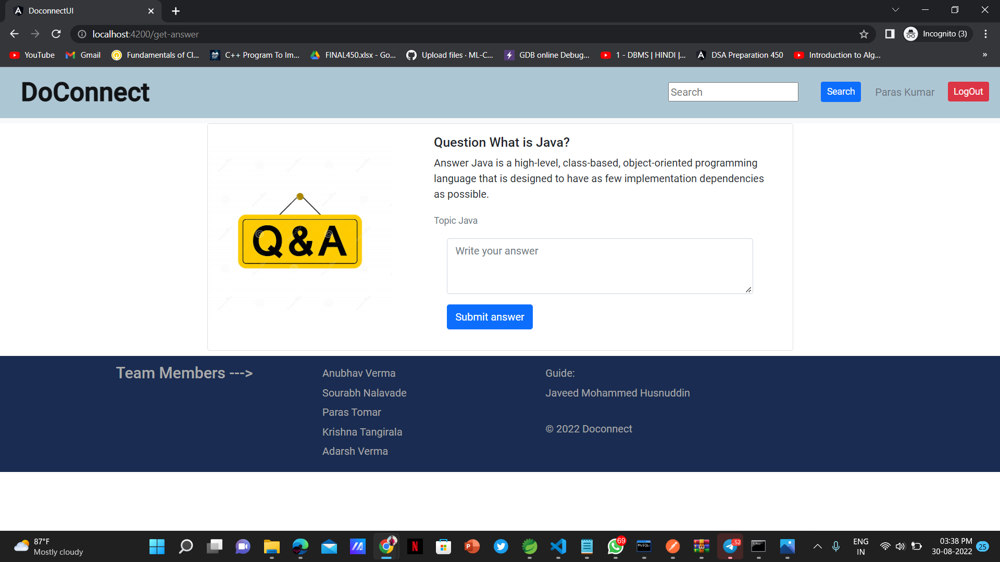 DoconnectUI
localhost:4200/get-answer
Incognito (3)
YouTube
Gmail
Fundamentals of Cl...
C++ Program To Im...
FINAL450.xlsx - Go...
Upload files · ML-C...
GDB online Debug...
1 - DBMS | HINDI |...
DSA Preparation 450
Introduction to Alg...
»
DoConnect
Search
Search
Paras Kumar
LogOut
Q&A
Question What is Java?
Answer Java is a high-level, class-based, object-oriented programming
language that is designed to have as few implementation dependencies
as possible.
Topic Java
Write your answer
Submit answer
Team Members --->
Anubhav Verma
Sourabh Nalavade
Paras Tomar
Krishna Tangirala
Adarsh Verma
Guide:
Javeed Mohammed Husnuddin
© 2022 Doconnect
87°F
Mostly cloudy
69
..52
ENG
IN
03:38 PM
30-08-2022
25